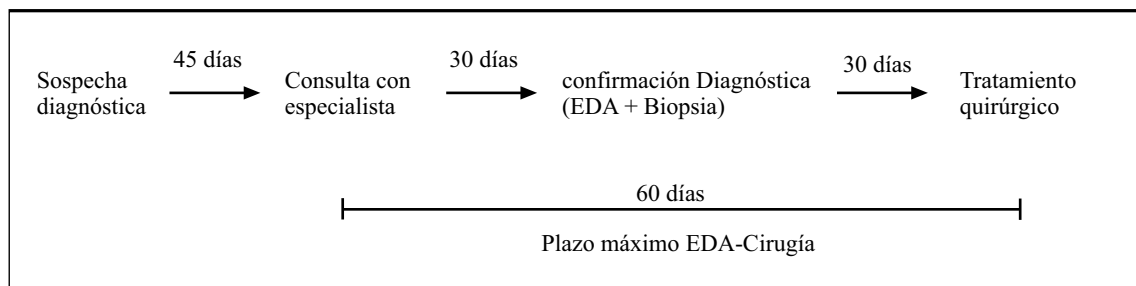 45 días
30 días
30 días
Sospecha
diagnóstica
Consulta con
especialista
confirmación Diagnóstica
(EDA + Biopsia)
Tratamiento
quirúrgico
60 días
Plazo máximo EDA-Cirugía